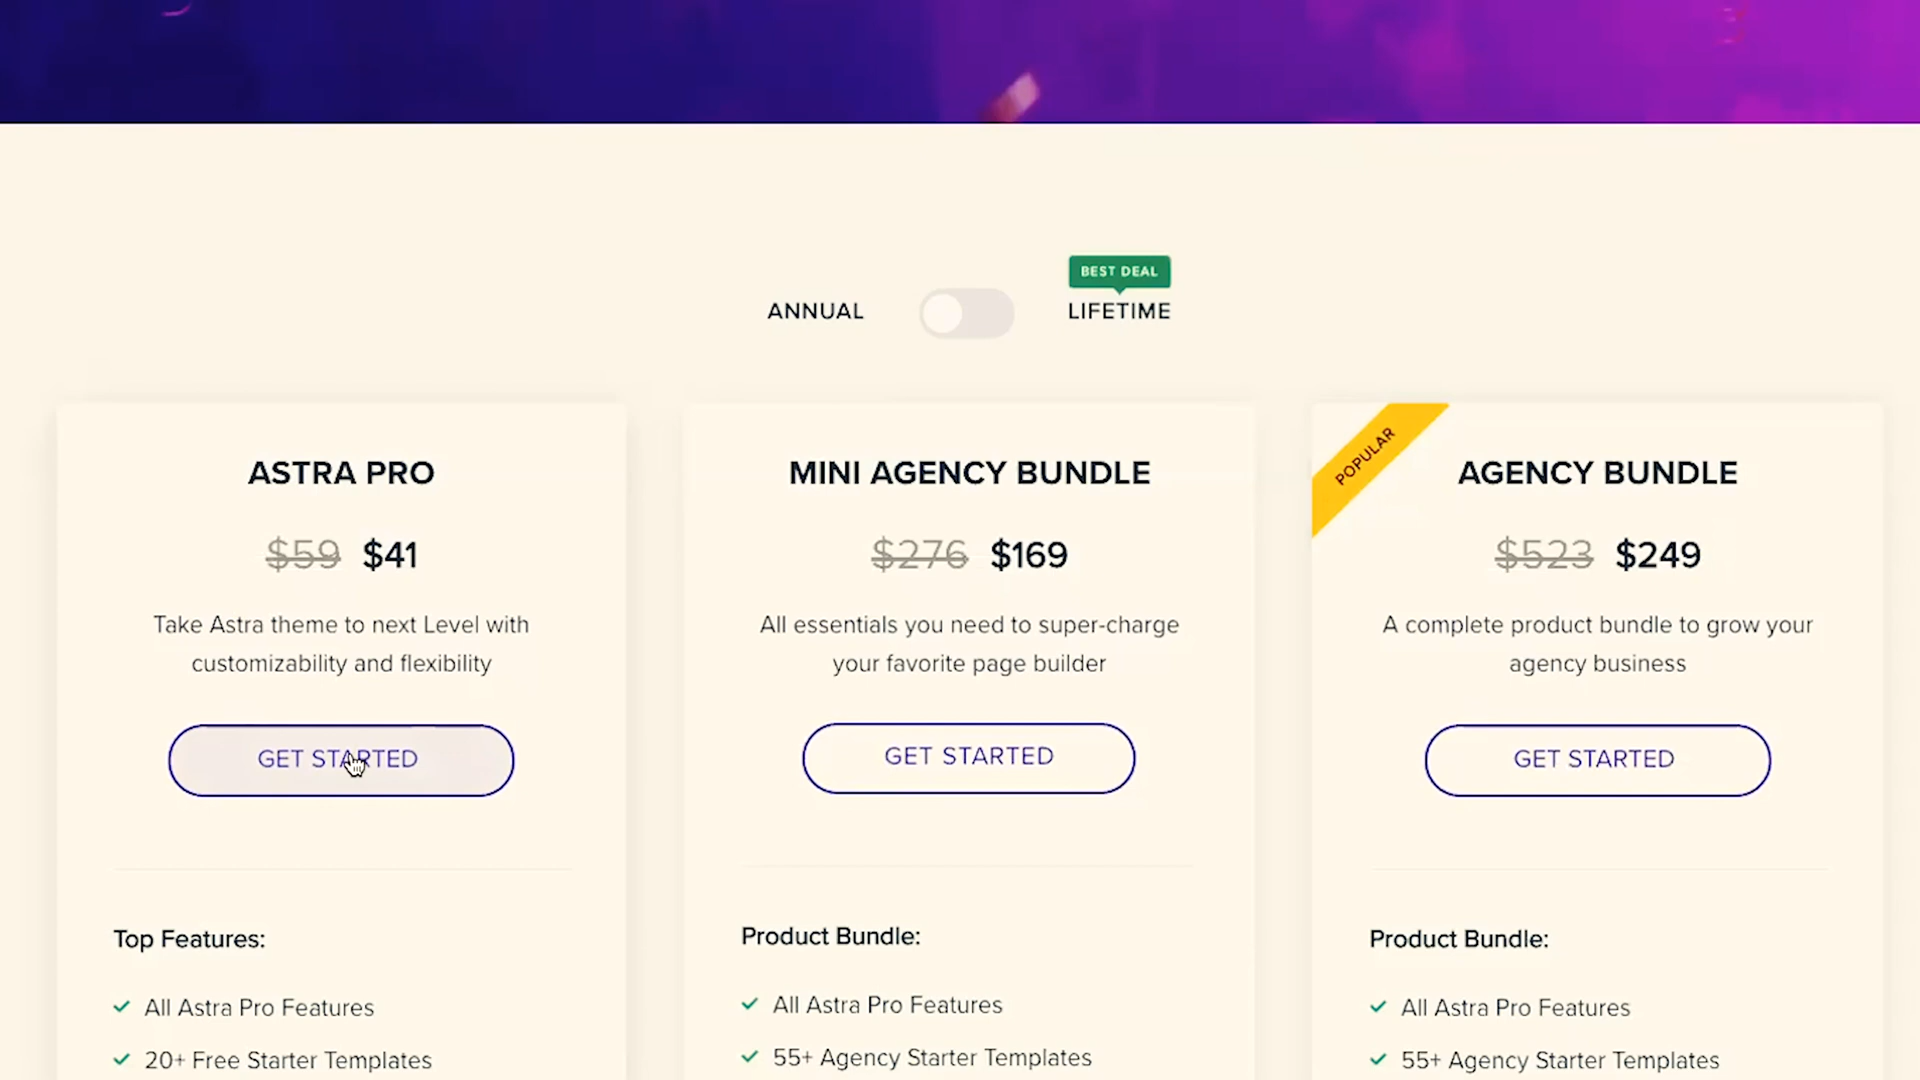 BEST DEAL
ANNUAL
LIFETIME
ASTRA PRO
$59 $41
Take Astra theme to next Level with
customizability and flexibility
GET STARTED
Top Features:
All Astra Pro Features
20+ Free Starter Templates
MINI AGENCY BUNDLE
$276 $169
All essentials you need to super-charge
your favorite page builder
GET STARTED
Product Bundle:
All Astra Pro Features
55+ Agency Starter Templates
POPULAR
AGENCY BUNDLE
$523 $249
A complete product bundle to grow your
agency business
GET STARTED
Product Bundle:
All Astra Pro Features
55+ Agency Starter Templates